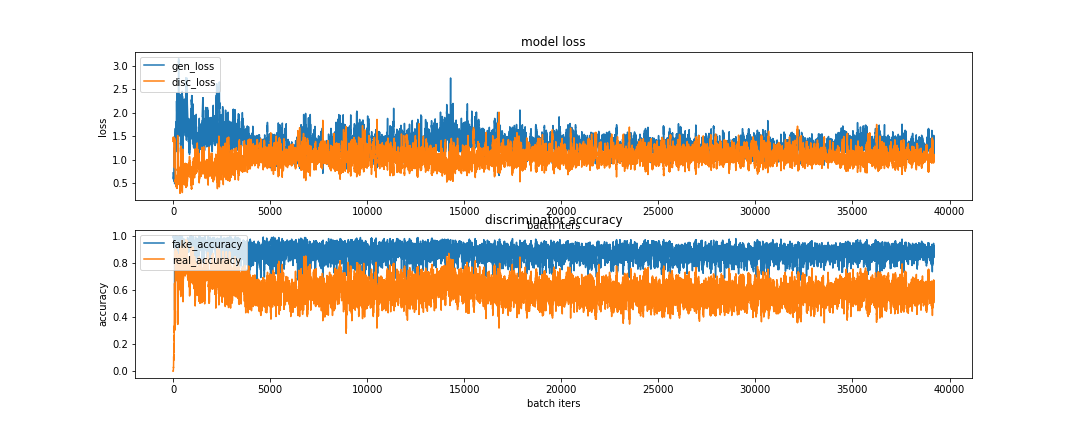 model loss
gen_loss
disc_loss
loss
3.0
2.5
2.0
1.5
1.0
0.5
0 5000 10000 15000 20000 25000 30000 35000 40000
batch iters
discriminator accuracy
fake_accuracy
real_accuracy
accuracy
1.0
0.8
0.6
0.4
0.2
0.0
0 5000 10000 15000 20000 25000 30000 35000 40000
batch iters